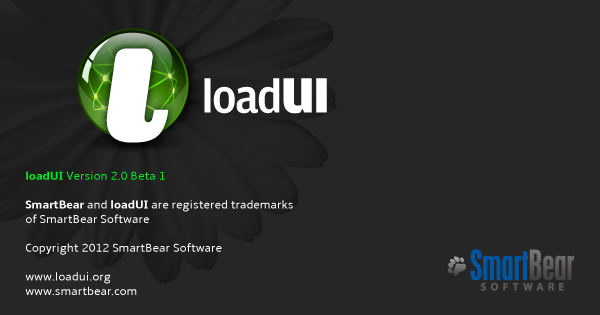 loadUI
loadUI Version 2.0 Beta 1
SmartBear and loadUI are registered trademarks
of SmartBear Software
Copyright 2012 SmartBear Software
www.loadui.org
www.smartbear.com
SmartBear
SOFTWARE